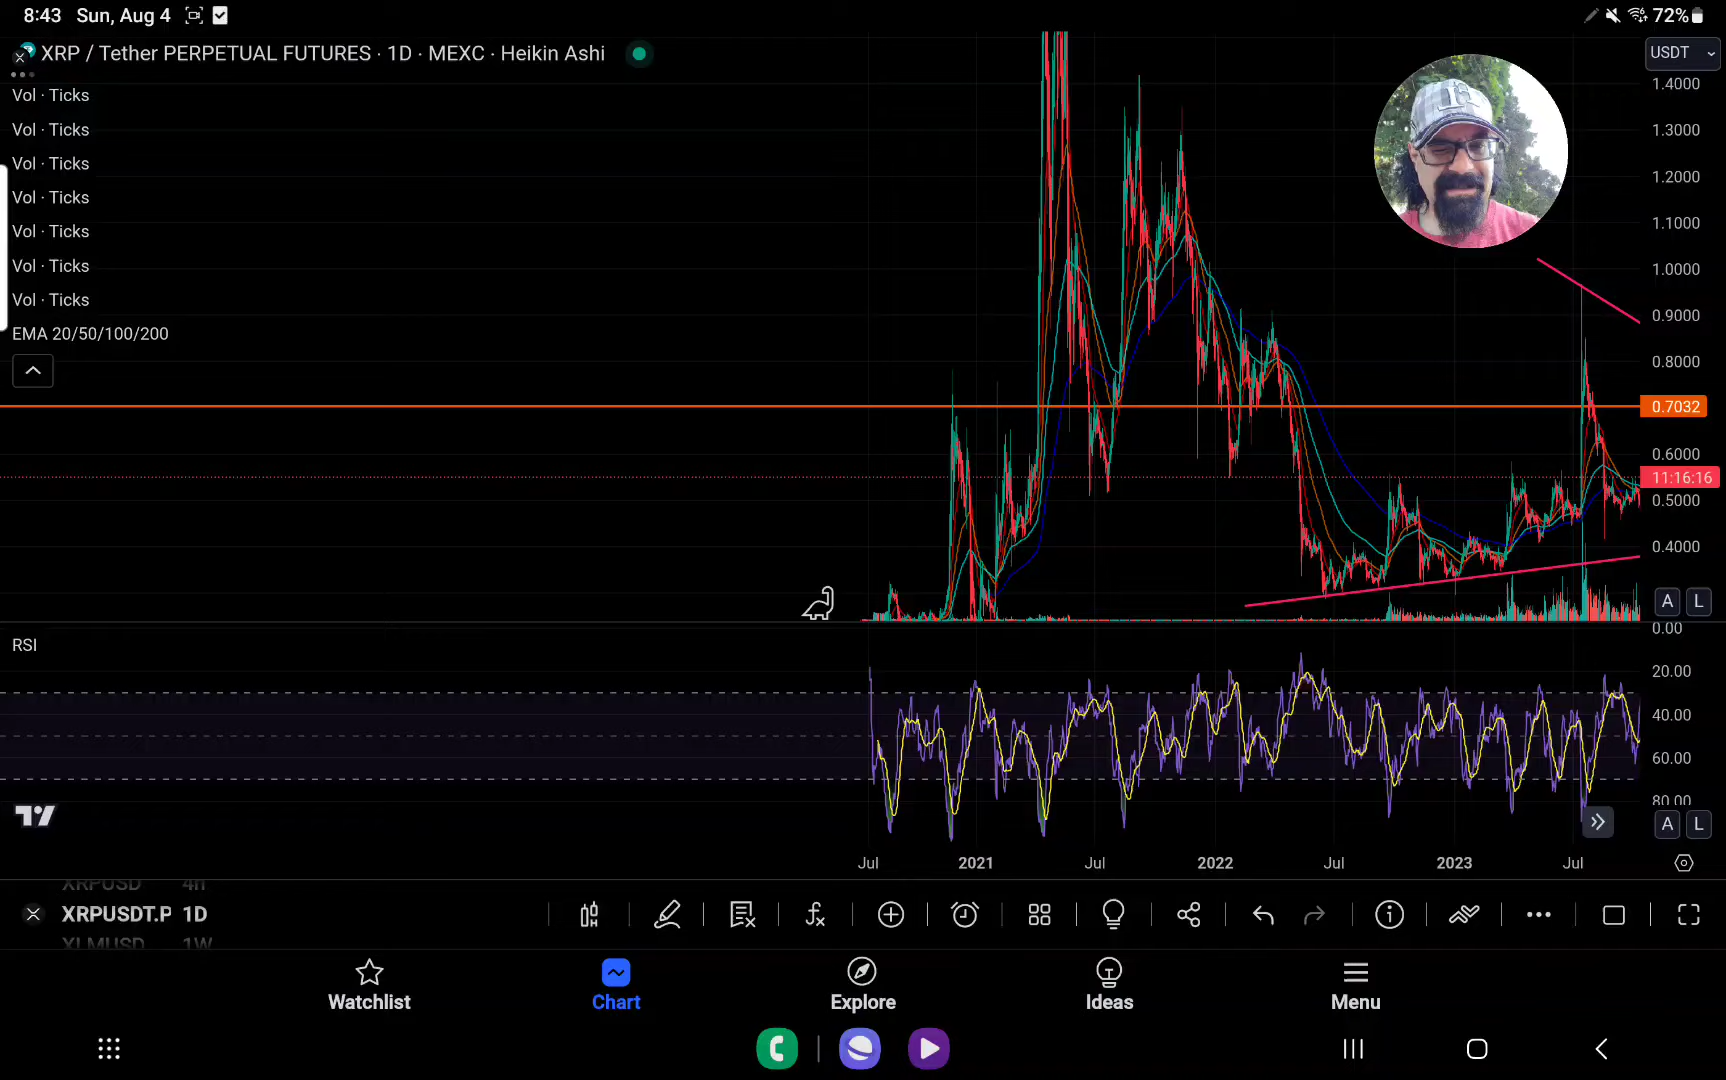 8:43 Sun, Aug 4 72%
XRP / Tether PERPETUAL FUTURES · 1D · MEXC · Heikin Ashi
USDT
Vol · Ticks
Vol · Ticks
Vol · Ticks
Vol · Ticks
Vol · Ticks
Vol · Ticks
Vol · Ticks
EMA 20/50/100/200
1.4000
1.3000
1.2000
1.1000
1.0000
0.9000
0.8000
0.7032
0.6000
11:16:16
0.5000
0.4000
A L
RSI
0.00
20.00
40.00
60.00
80.00
A L
Jul 2021 Jul 2022 Jul 2023 Jul
XRPUSD 4h
XRPUSDT.P 1D
XLMUSD 1W
Watchlist
Chart
Explore
Ideas
Menu